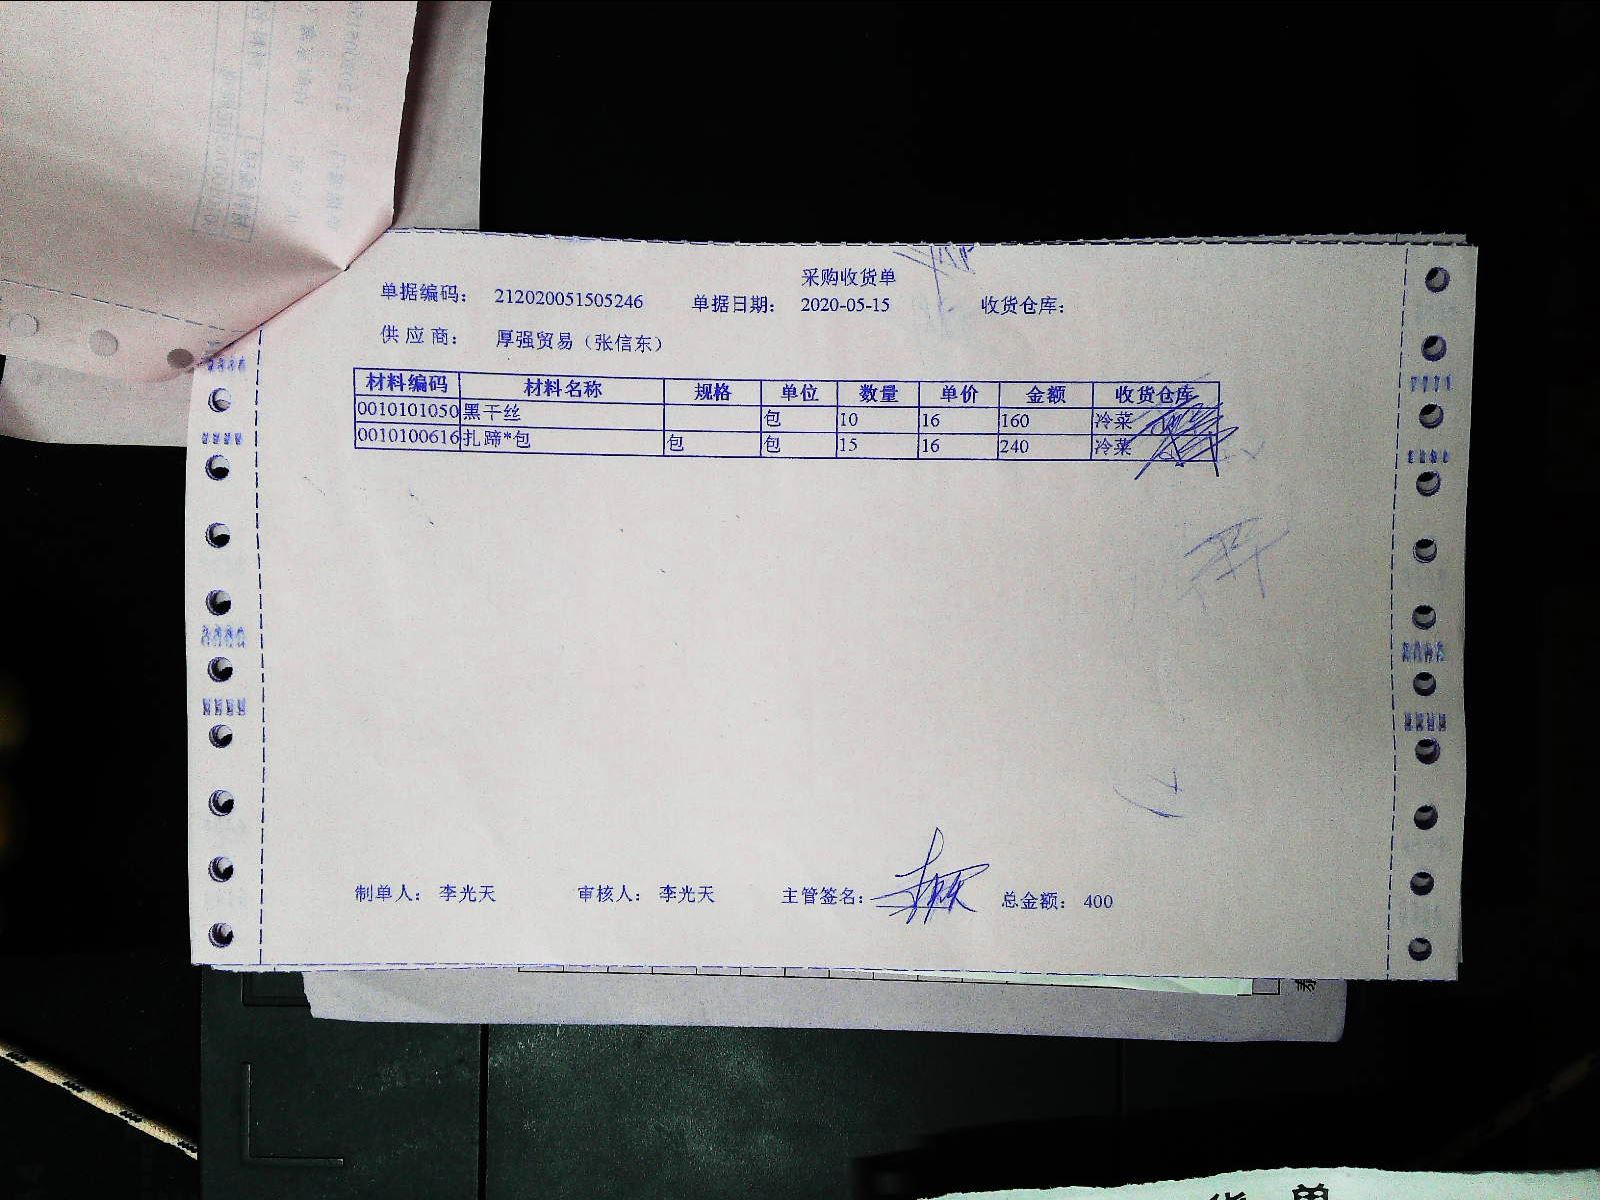 采购收货单
单据编码: 212020051505246 单据日期: 2020-05-15 收货仓库:
供应商: 厚强贸易（张信东）
材料编码 材料名称 规格 单位 数量 单价 金额 收货仓库
0010101050 黑干丝 包 10 16 160 冷菜
0010100616 扎蹄*包 包 包 15 16 240 冷菜
制单人: 李光天 审核人: 李光天 主管签名: 总金额: 400